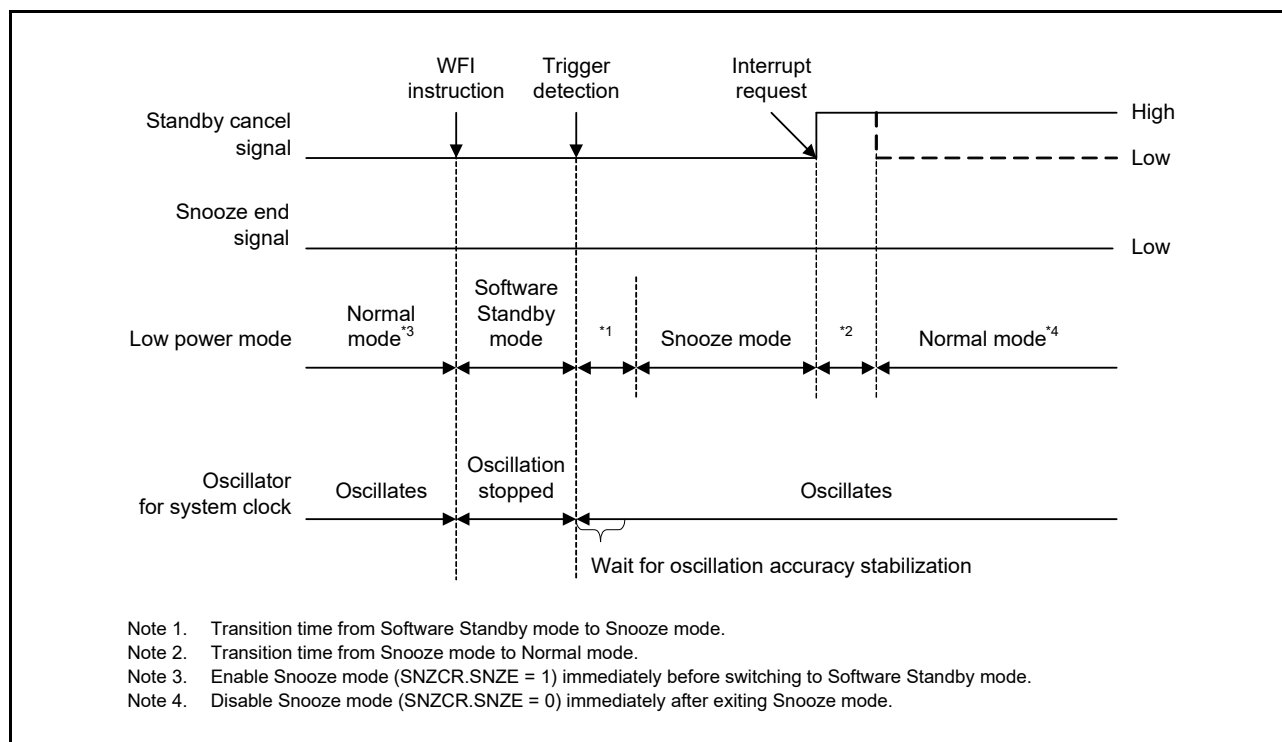 WFI
instruction
Trigger
detection
Interrupt
request
Standby cancel
signal
High
Low
Snooze end
signal
Low
Low power mode
Normal
mode*3
Software
Standby
mode
*1
Snooze mode
*2
Normal mode*4
Oscillator
for system clock
Oscillates
Oscillation
stopped
Oscillates
Wait for oscillation accuracy stabilization
Note 1. Transition time from Software Standby mode to Snooze mode.
Note 2. Transition time from Snooze mode to Normal mode.
Note 3. Enable Snooze mode (SNZCR.SNZE = 1) immediately before switching to Software Standby mode.
Note 4. Disable Snooze mode (SNZCR.SNZE = 0) immediately after exiting Snooze mode.